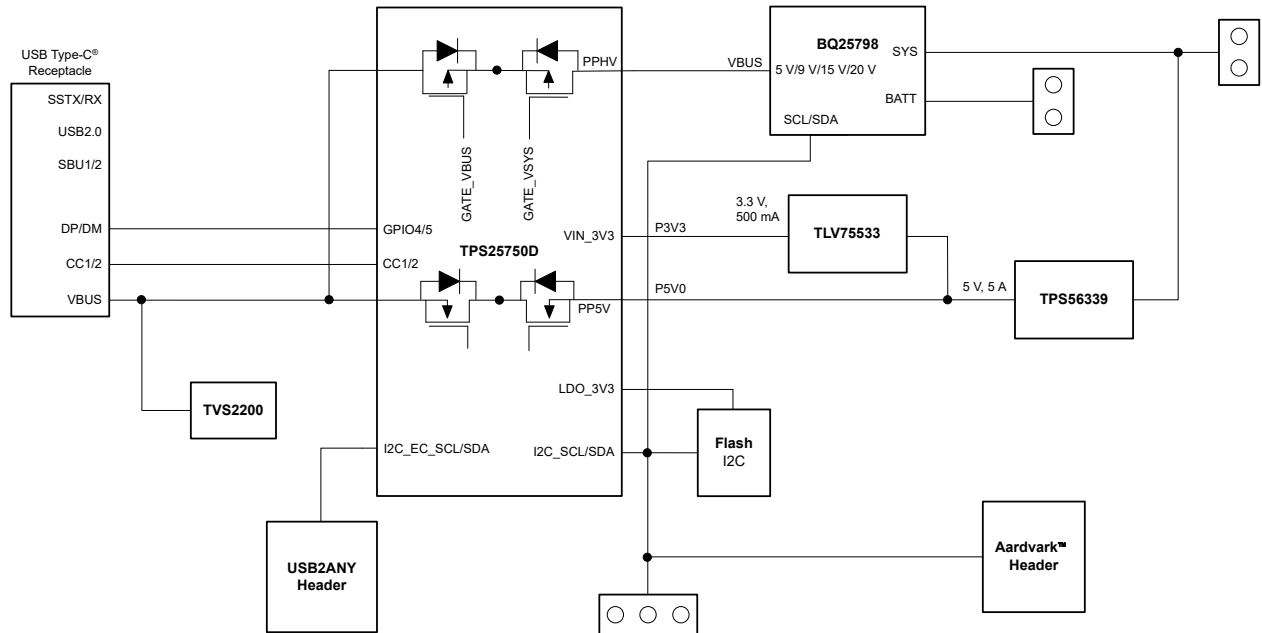 USB Type-C®
Receptacle
SSTX/RX
USB2.0
SBU1/2
DP/DM
CC1/2
VBUS
TVS2200
PPHV
GATE_VBUS
GATE_VSYS
GPIO4/5
TPS25750D
CC1/2
VIN_3V3
PP5V
LDO_3V3
I2C_EC_SCL/SDA
I2C_SCL/SDA
USB2ANY
Header
VBUS
BQ25798
5 V/9 V/15 V/20 V
SYS
BATT
SCL/SDA
3.3 V,
500 mA
P3V3
TLV75533
P5V0
5 V, 5 A
TPS56339
Flash
I2C
Aardvark™
Header